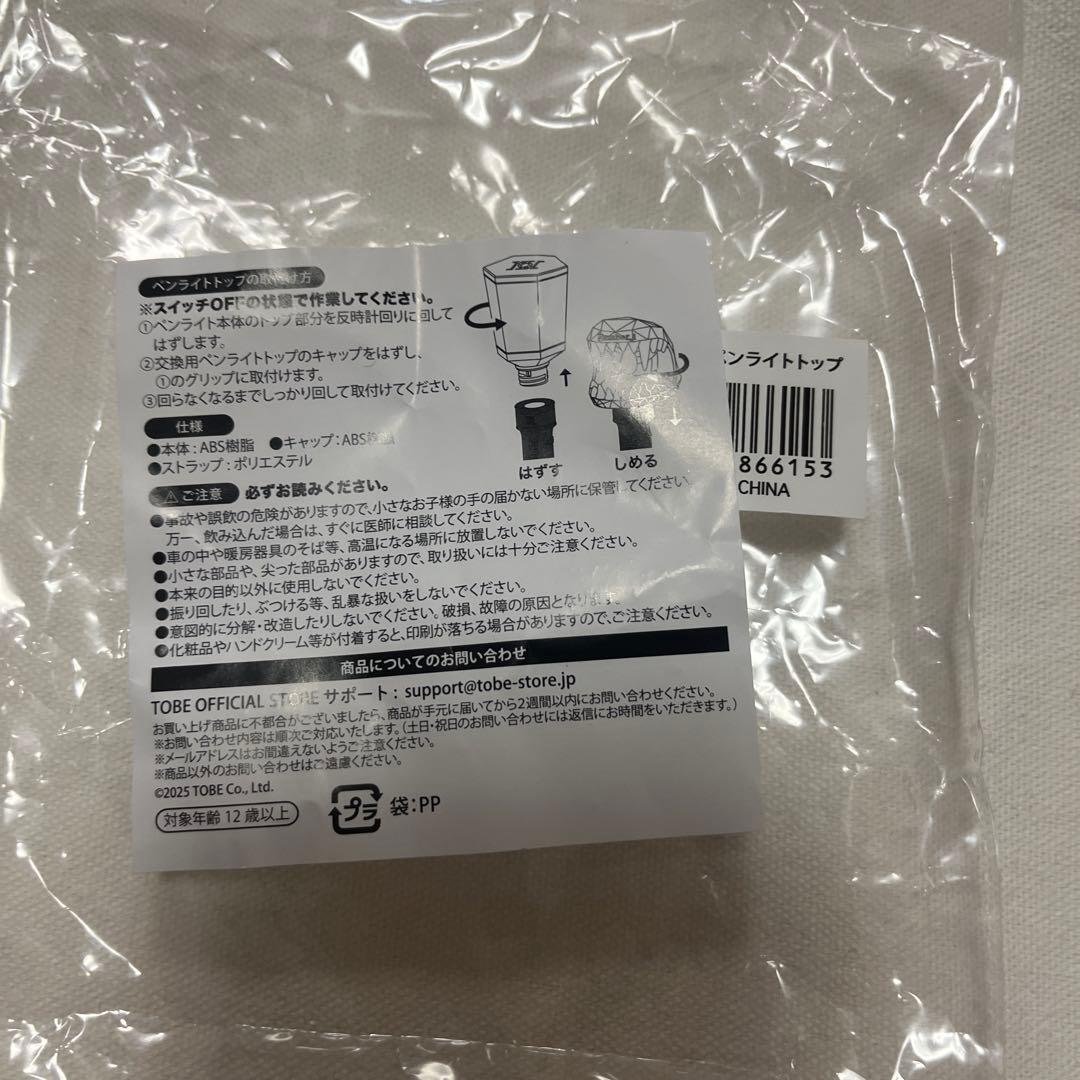 ペンライトトップの取付け方
※スイッチOFFの状態で作業してください。
①ペンライト本体のトップ部分を反時計回りに回して
はずします。
②交換用ペンライトトップのキャップをはずし、
①のグリップに取付けます。
③回らなくなるまでしっかり回して取付けてください。
はずす
しめる
仕様
●本体：ABS樹脂 ●キャップ：ABS樹脂
●ストラップ：ポリエステル
ご注意 必ずお読みください。
●事故や誤飲の危険がありますので、小さなお子様の手の届かない場所に保管してください。
万一、飲み込んだ場合は、すぐに医師に相談してください。
●車の中や暖房器具のそば等、高温になる場所に放置しないでください。
●小さな部品や、尖った部品がありますので、取り扱いには十分ご注意ください。
●本来の目的以外に使用しないでください。
●振り回したり、ぶつける等、乱暴な扱いをしないでください。
●意図的に分解・改造したりしないでください。破損、故障の原因となります。
●化粧品やハンドクリーム等が付着すると、印刷が落ちる場合がありますので、ご注意ください。
商品についてのお問い合わせ
TOBE OFFICIAL STORE サポート：support@tobe-store.jp
お買い上げ商品に不都合がございましたら、商品が手元に届いてから2週間以内にお問い合わせください。
※お問い合わせ内容は順次ご対応いたします。（土日・祝日のお問い合わせには返信にお時間をいただきます。）
※メールアドレスはお間違えないようご注意ください。
※商品以外のお問い合わせはご遠慮ください。
©2025 TOBE Co., Ltd.
対象年齢 12 歳以上
プラ 袋：PP
ペンライトトップ
866153
CHINA